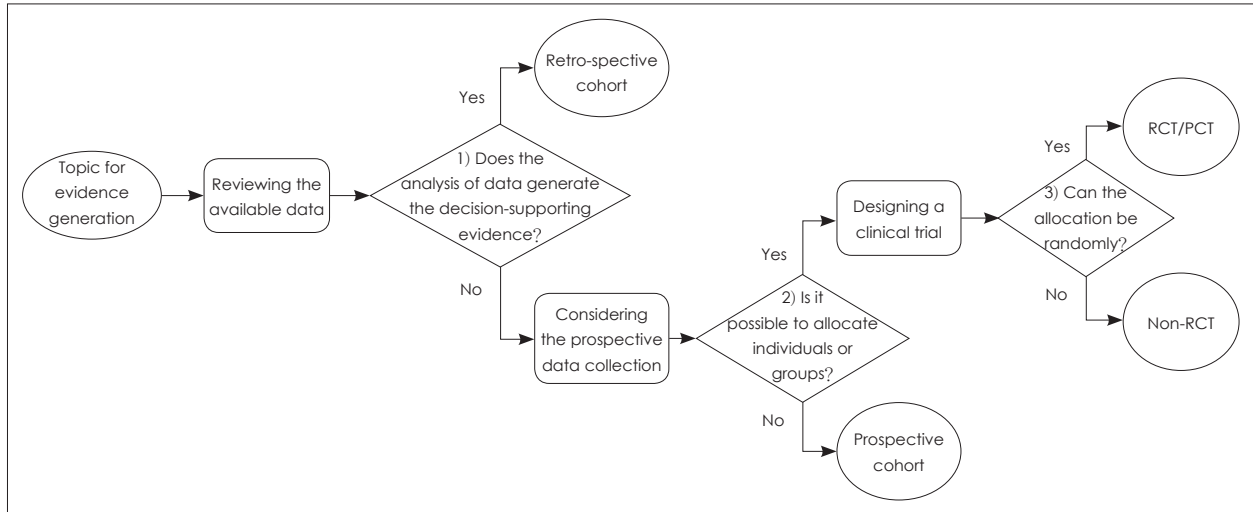 Topic for
evidence
generation
Reviewing the
available data
1) Does the
analysis of data generate
the decision-supporting
evidence?
Yes
Retro-spective
cohort
No
Considering
the prospective
data collection
2) Is it
possible to allocate
individuals or
groups?
Yes
Designing a
clinical trial
No
Prospective
cohort
3) Can the
allocation be
randomly?
Yes
RCT/PCT
No
Non-RCT